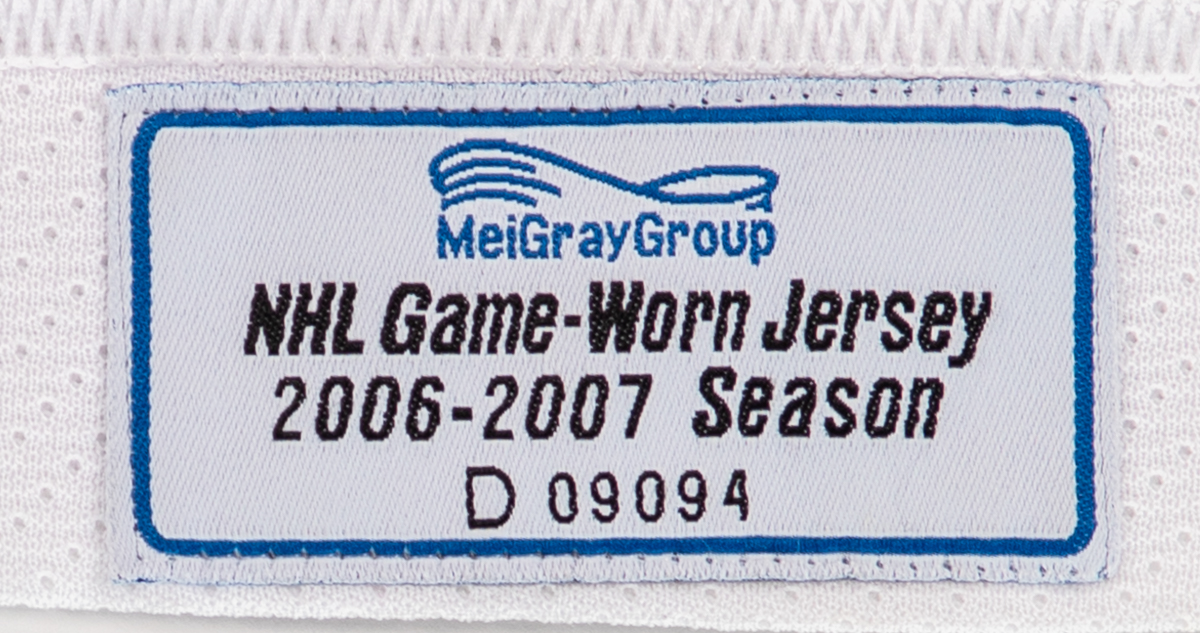 MeiGrayGroup
NHL Game-Worn Jersey
2006-2007 Season
D 09094